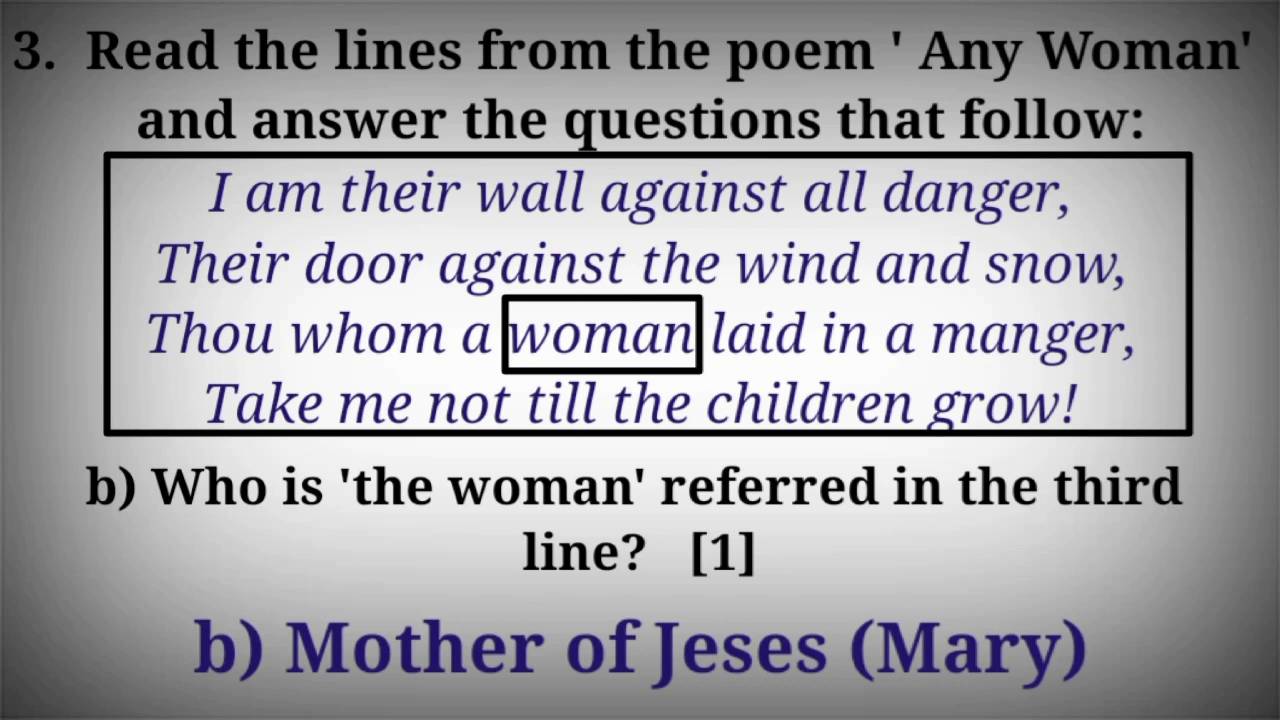 3. Read the lines from the poem ' Any Woman'
and answer the questions that follow:
I am their wall against all danger,
Their door against the wind and snow,
Thou whom a woman laid in a manger,
Take me not till the children grow!
b) Who is 'the woman' referred in the third
line? [1]
b) Mother of Jeses (Mary)